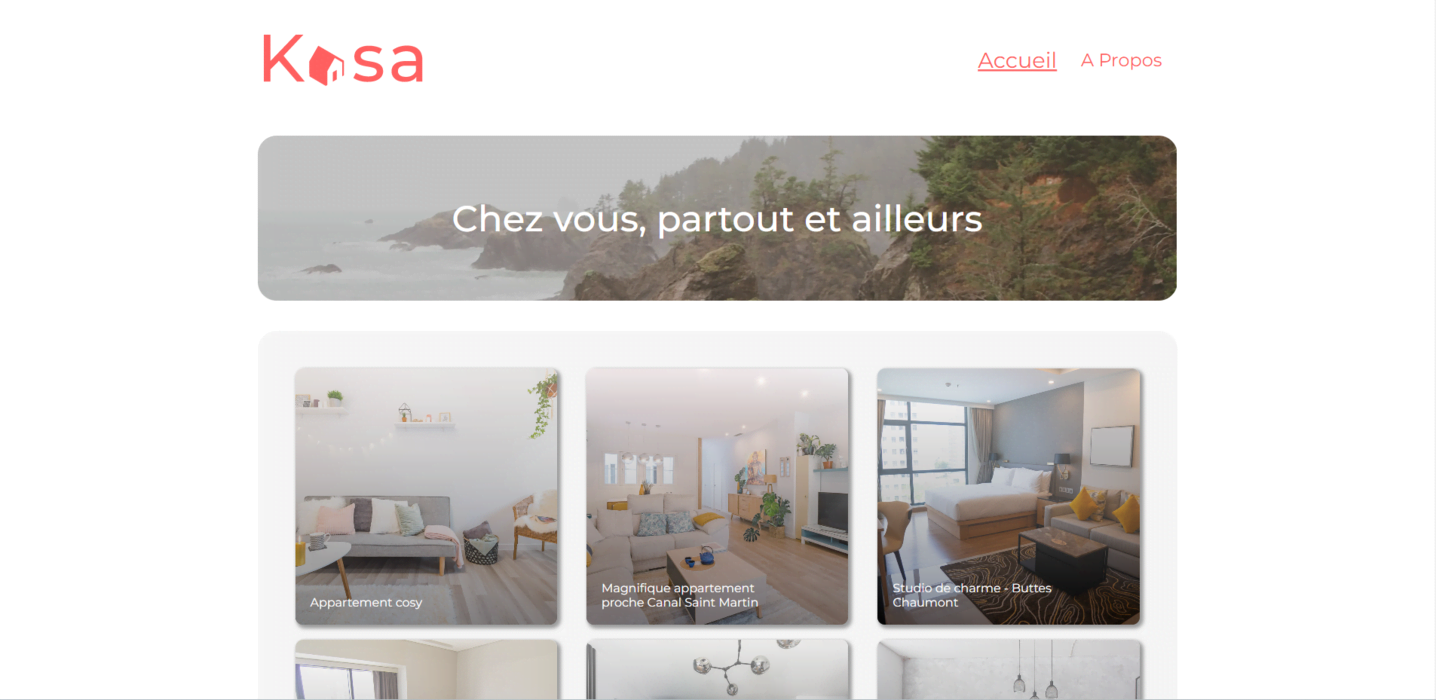 Kasa
Accueil
A Propos
Chez vous, partout et ailleurs
Appartement cosy
Magnifique appartement
proche Canal Saint Martin
Studio de charme - Buttes
Chaumont